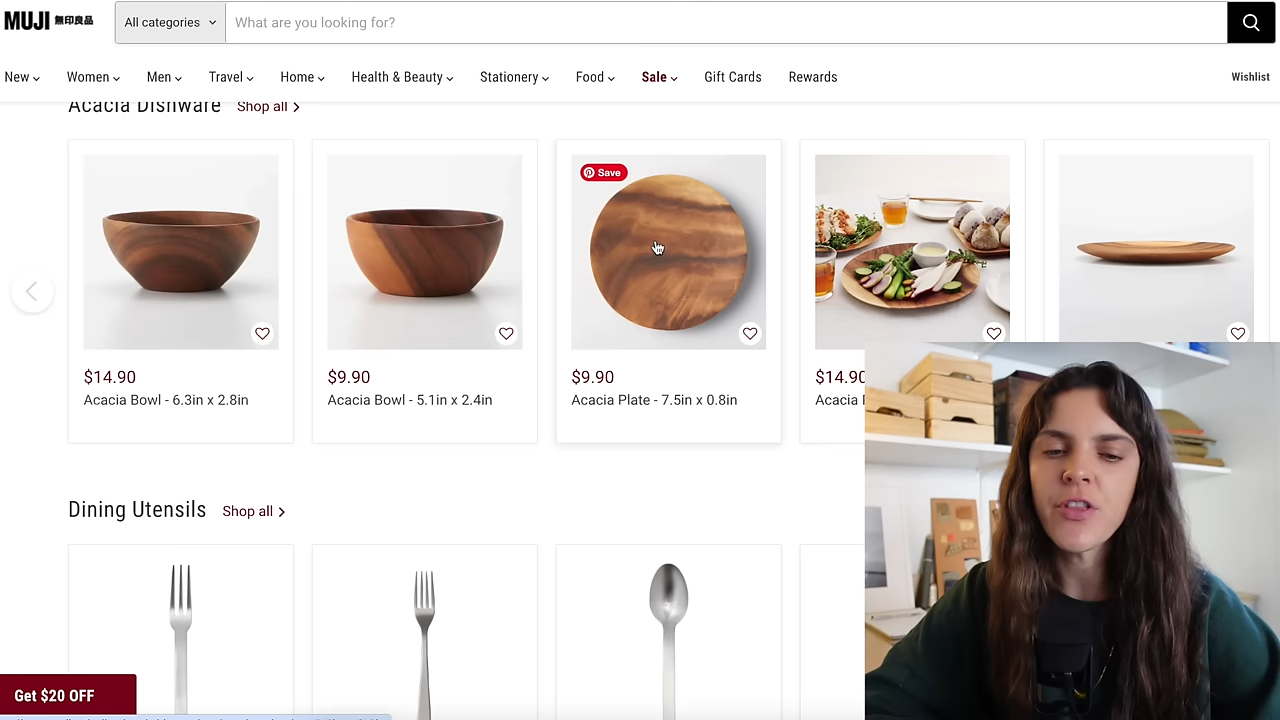 MUJI 無印良品
All categories
What are you looking for?
New
Women
Men
Travel
Home
Health & Beauty
Stationery
Food
Sale
Gift Cards
Rewards
Wishlist
Acacia Dishware
Shop all
Save
$14.90
Acacia Bowl - 6.3in x 2.8in
$9.90
Acacia Bowl - 5.1in x 2.4in
$9.90
Acacia Plate - 7.5in x 0.8in
$14.90
Acacia
Dining Utensils
Shop all
Get $20 OFF